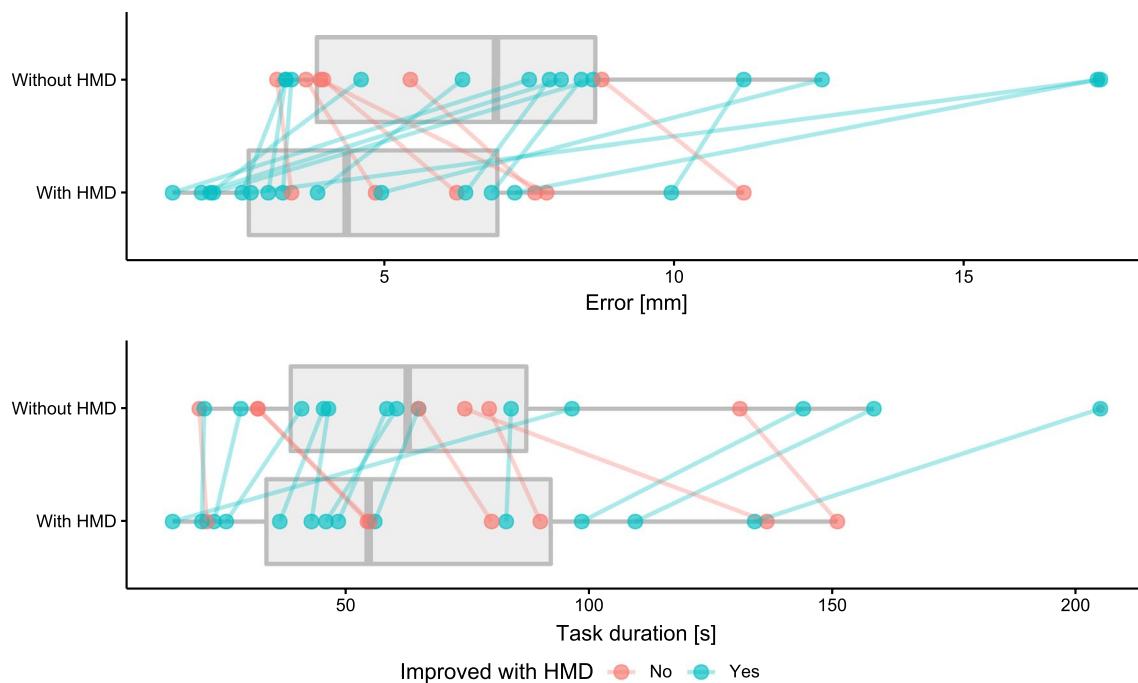 Without HMD
With HMD
5 10 15
Error [mm]
Without HMD
With HMD
50 100 150 200
Task duration [s]
Improved with HMD No Yes